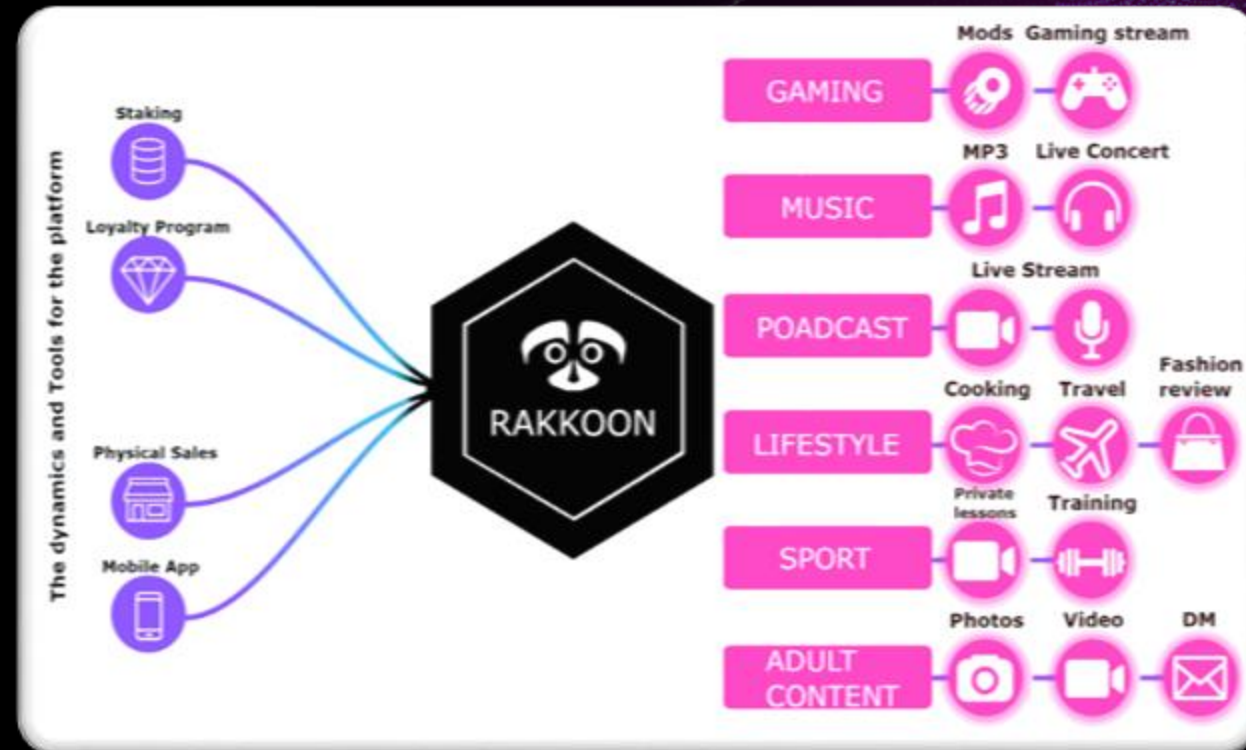 The dynamics and Tools for the platform
Staking
Loyalty Program
Physical Sales
Mobile App
RAKKOON
GAMING
Mods
Gaming stream
MUSIC
MP3
Live Concert
POADCAST
Live Stream
LIFESTYLE
Cooking
Travel
Fashion
review
SPORT
Private
lessons
Training
ADULT
CONTENT
Photos
Video
DM